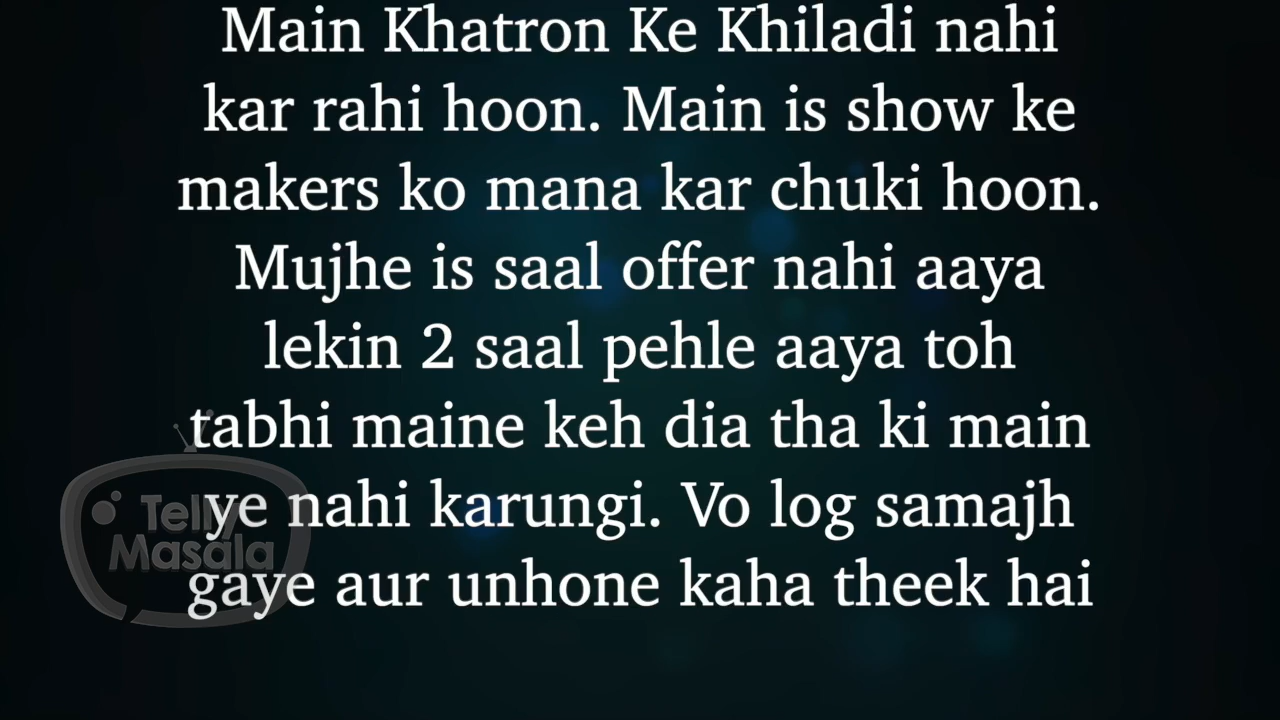 Main Khatron Ke Khiladi nahi
kar rahi hoon. Main is show ke
makers ko mana kar chuki hoon.
Mujhe is saal offer nahi aaya
lekin 2 saal pehle aaya toh
tabhi maine keh dia tha ki main
ye nahi karungi. Vo log samajh
gaye aur unhone kaha theek hai
Telly
Masala